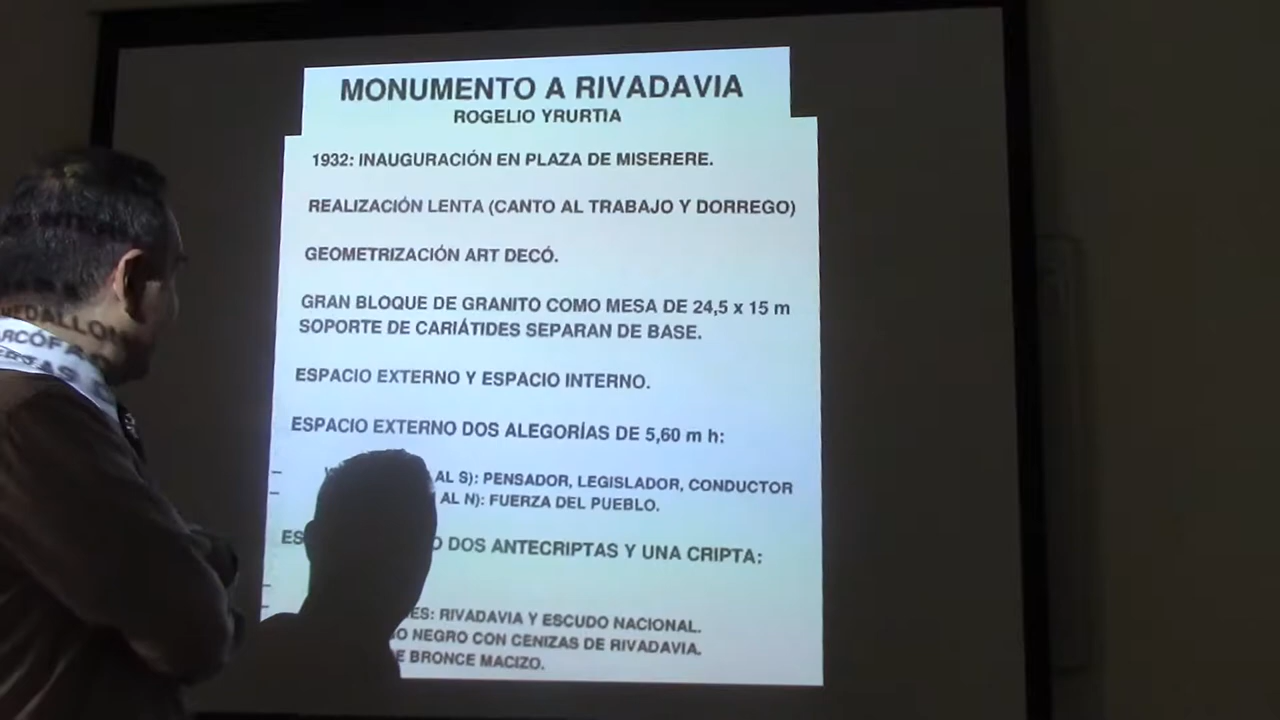 MONUMENTO A RIVADAVIA
ROGELIO YRURTIA
1932: INAUGURACIÓN EN PLAZA DE MISERERE.
REALIZACIÓN LENTA (CANTO AL TRABAJO Y DORREGO)
GEOMETRIZACIÓN ART DECÓ.
GRAN BLOQUE DE GRANITO COMO MESA DE 24,5 x 15 m
SOPORTE DE CARIÁTIDES SEPARAN DE BASE.
ESPACIO EXTERNO Y ESPACIO INTERNO.
ESPACIO EXTERNO DOS ALEGORÍAS DE 5,60 m h:
AL S): PENSADOR, LEGISLADOR, CONDUCTOR
AL N): FUERZA DEL PUEBLO.
DOS ANTECRIPTAS Y UNA CRIPTA:
RIVADAVIA Y ESCUDO NACIONAL.
NEGRO CON CENIZAS DE RIVADAVIA.
BRONCE MACIZO.